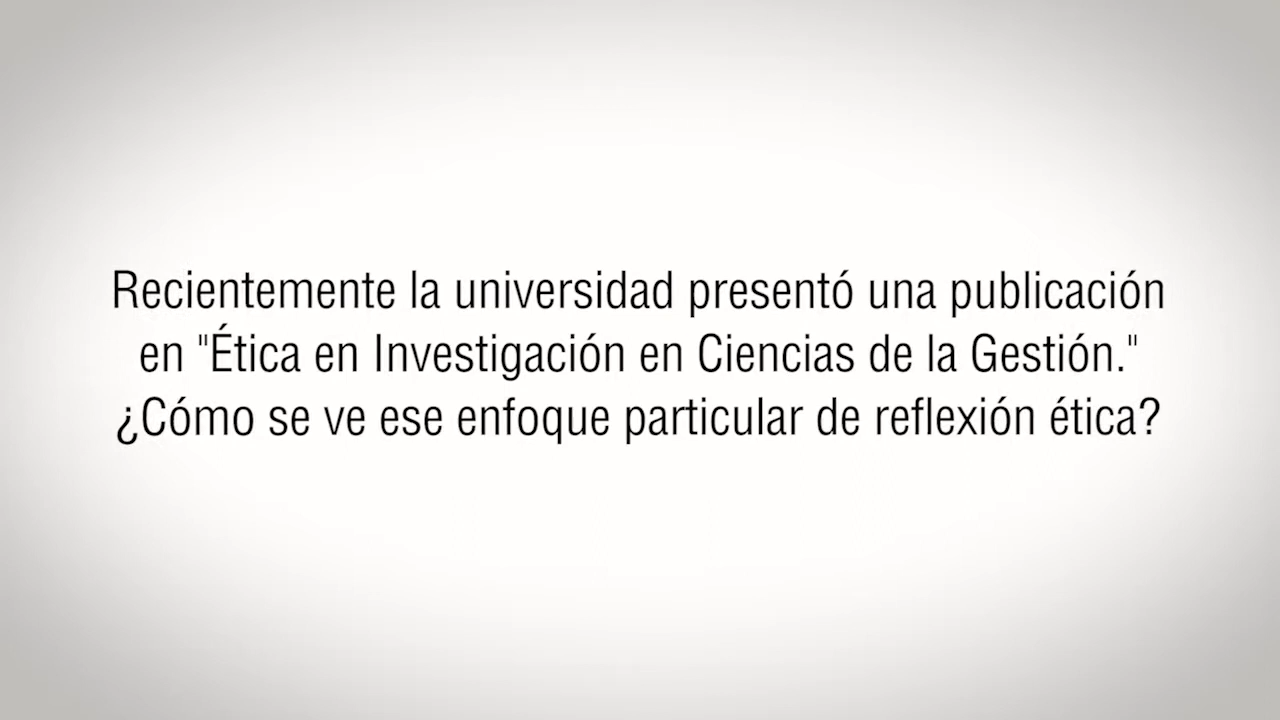 Recientemente la universidad presentó una publicación
en "Ética en Investigación en Ciencias de la Gestión."
¿Cómo se ve ese enfoque particular de reflexión ética?